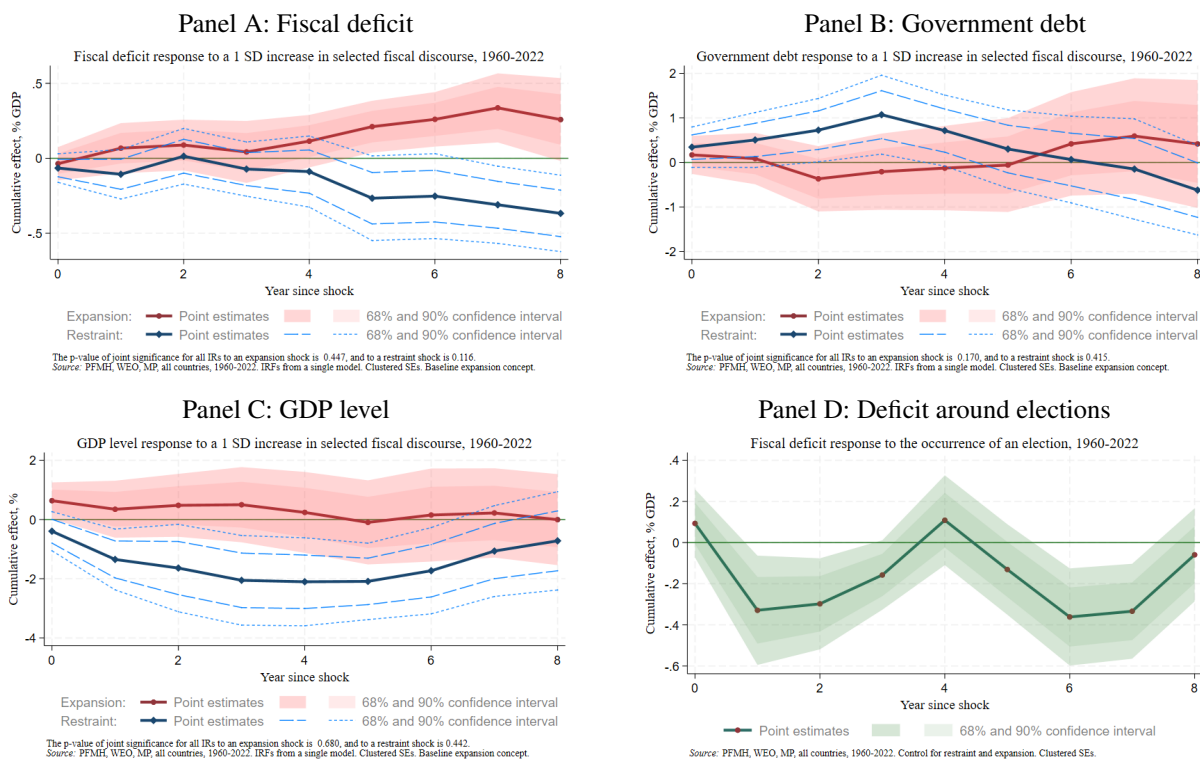 Panel A: Fiscal deficit
Fiscal deficit response to a 1 SD increase in selected fiscal discourse, 1960-2022
Cumulative effect, % GDP
.5
0
-.5
0 2 4 6 8
Year since shock
Expansion: Point estimates 68% and 90% confidence interval
Restraint: Point estimates 68% and 90% confidence interval
The p-value of joint significance for all IRs to an expansion shock is 0.447, and to a restraint shock is 0.116.
Source: PFMH, WEO, MP, all countries, 1960-2022. IRFs from a single model. Clustered SEs. Baseline expansion concept.
Panel B: Government debt
Government debt response to a 1 SD increase in selected fiscal discourse, 1960-2022
Cumulative effect, % GDP
2
1
0
-1
-2
0 2 4 6 8
Year since shock
Expansion: Point estimates 68% and 90% confidence interval
Restraint: Point estimates 68% and 90% confidence interval
The p-value of joint significance for all IRs to an expansion shock is 0.170, and to a restraint shock is 0.415.
Source: PFMH, WEO, MP, all countries, 1960-2022. IRFs from a single model. Clustered SEs. Baseline expansion concept.
Panel C: GDP level
GDP level response to a 1 SD increase in selected fiscal discourse, 1960-2022
Cumulative effect, %
2
0
-2
-4
0 2 4 6 8
Year since shock
Expansion: Point estimates 68% and 90% confidence interval
Restraint: Point estimates 68% and 90% confidence interval
The p-value of joint significance for all IRs to an expansion shock is 0.680, and to a restraint shock is 0.442.
Source: PFMH, WEO, MP, all countries, 1960-2022. IRFs from a single model. Clustered SEs. Baseline expansion concept.
Panel D: Deficit around elections
Fiscal deficit response to the occurrence of an election, 1960-2022
Cumulative effect, % GDP
.4
.2
0
-.2
-.4
-.6
0 2 4 6 8
Year since shock
Point estimates 68% and 90% confidence interval
Source: PFMH, WEO, MP, all countries, 1960-2022. Control for restraint and expansion. Clustered SEs.